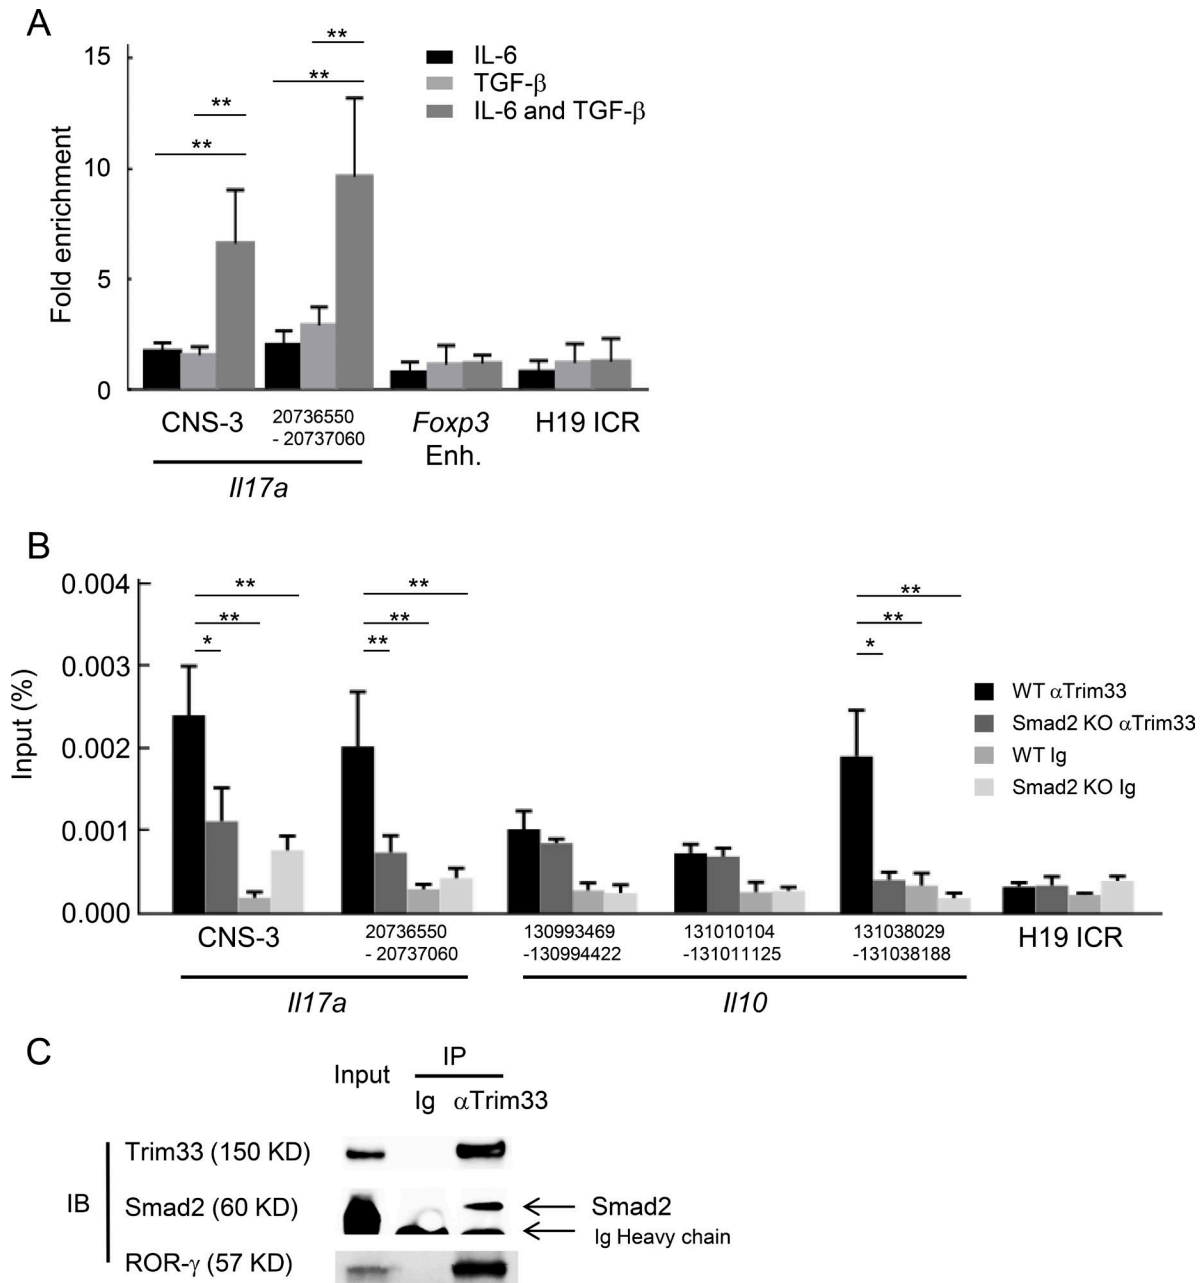 A
15
10
5
0
Fold enrichment
**
**
**
**
IL-6
TGF-β
IL-6 and TGF-β
CNS-3
20736550
- 20737060
Foxp3
Enh.
H19 ICR
Il17a
B
0.004
0.003
0.002
0.001
0.000
Input (%)
**
**
*
**
**
**
**
**
*
WT αTrim33
Smad2 KO αTrim33
WT Ig
Smad2 KO Ig
CNS-3
20736550
- 20737060
130993469
-130994422
131010104
-131011125
131038029
-131038188
H19 ICR
Il17a
Il10
C
IP
Input
Ig αTrim33
IB
Trim33 (150 KD)
Smad2 (60 KD)
ROR-γ (57 KD)
Smad2
Ig Heavy chain